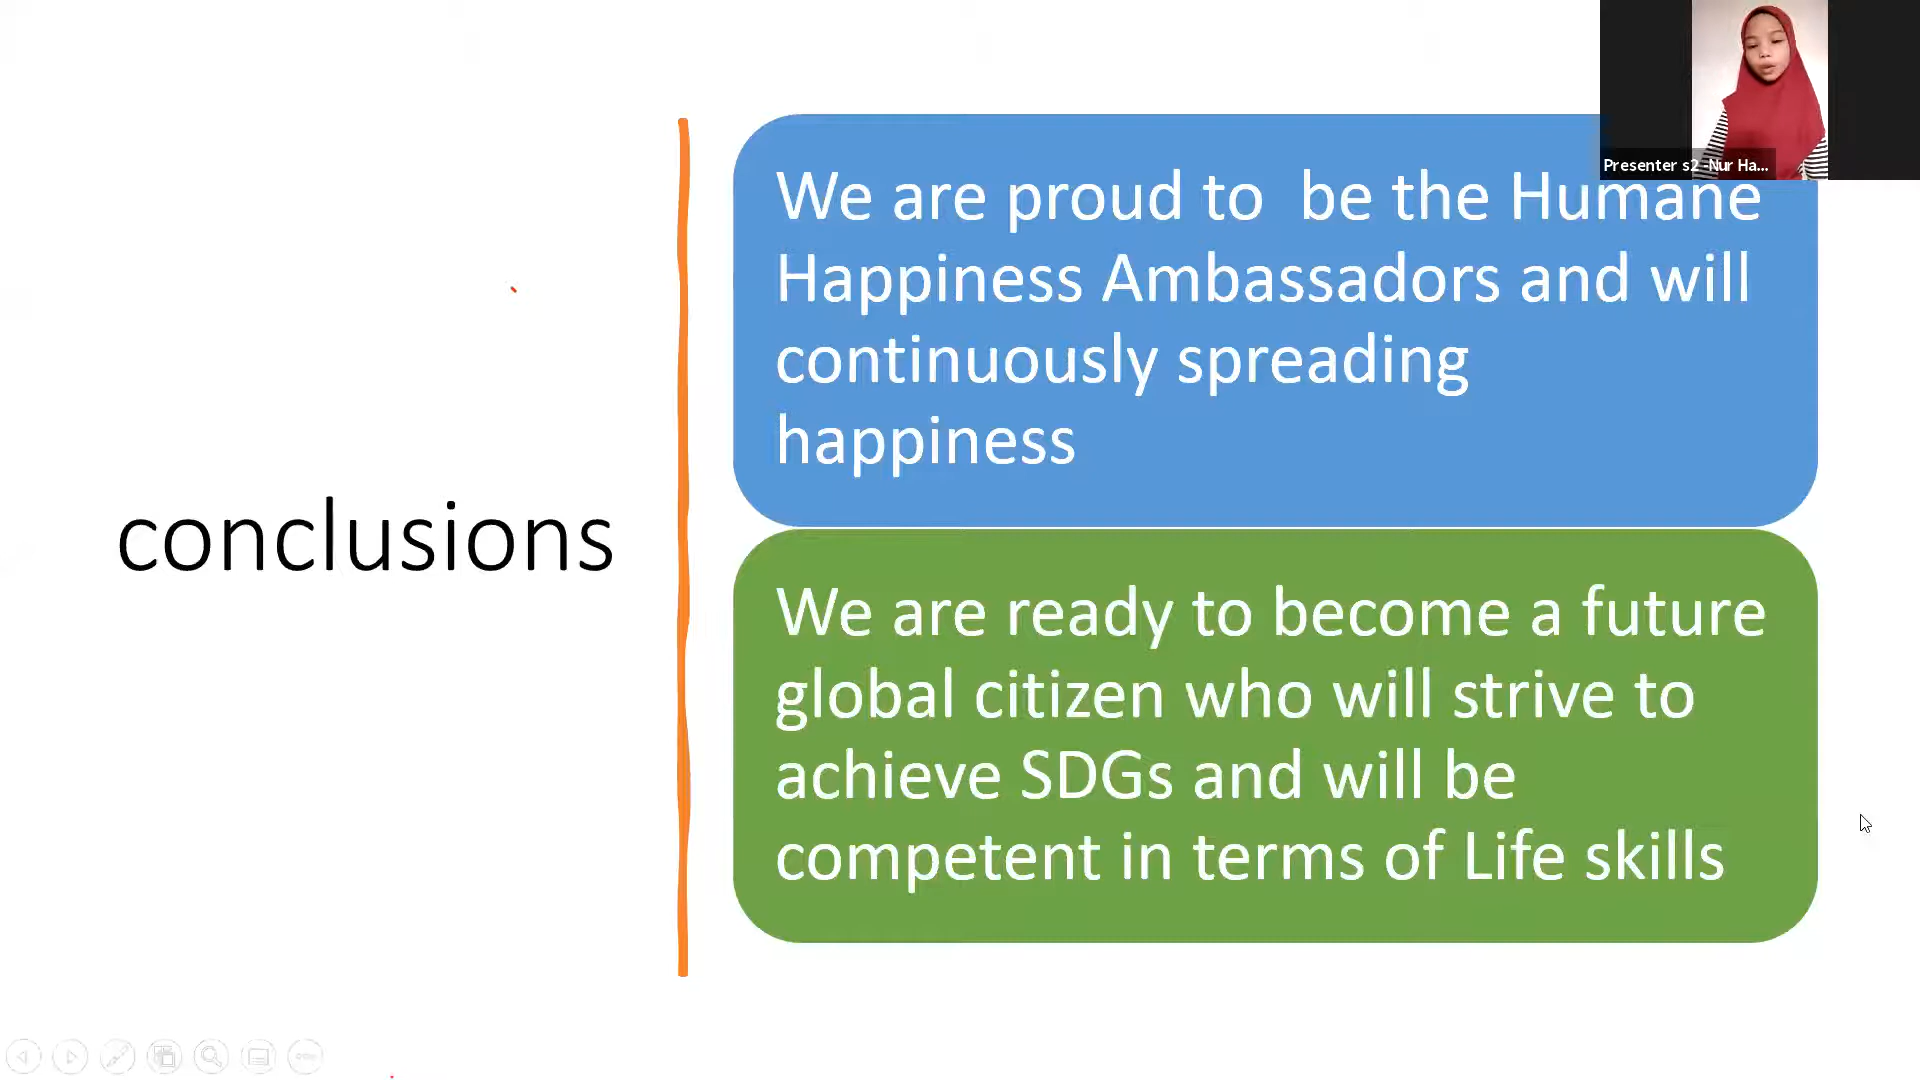 Presenter s2 -Nur Ha...
conclusions
We are proud to be the Humane
Happiness Ambassadors and will
continuously spreading
happiness
We are ready to become a future
global citizen who will strive to
achieve SDGs and will be
competent in terms of Life skills